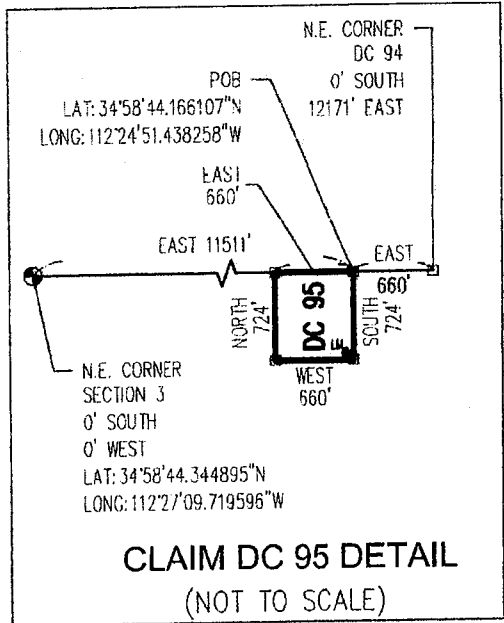 N.E. CORNER
DC 94
0' SOUTH
12171' EAST
POB
LAT: 34°58'44.166107"N
LONG: 112°24'51.438258"W
EAST
660'
EAST 11511'
EAST
660'
NORTH
724'
DC 95
LM
SOUTH
724'
WEST
660'
N.E. CORNER
SECTION 3
0' SOUTH
0' WEST
LAT: 34°58'44.344895"N
LONG: 112°27'09.719596"W
CLAIM DC 95 DETAIL
(NOT TO SCALE)